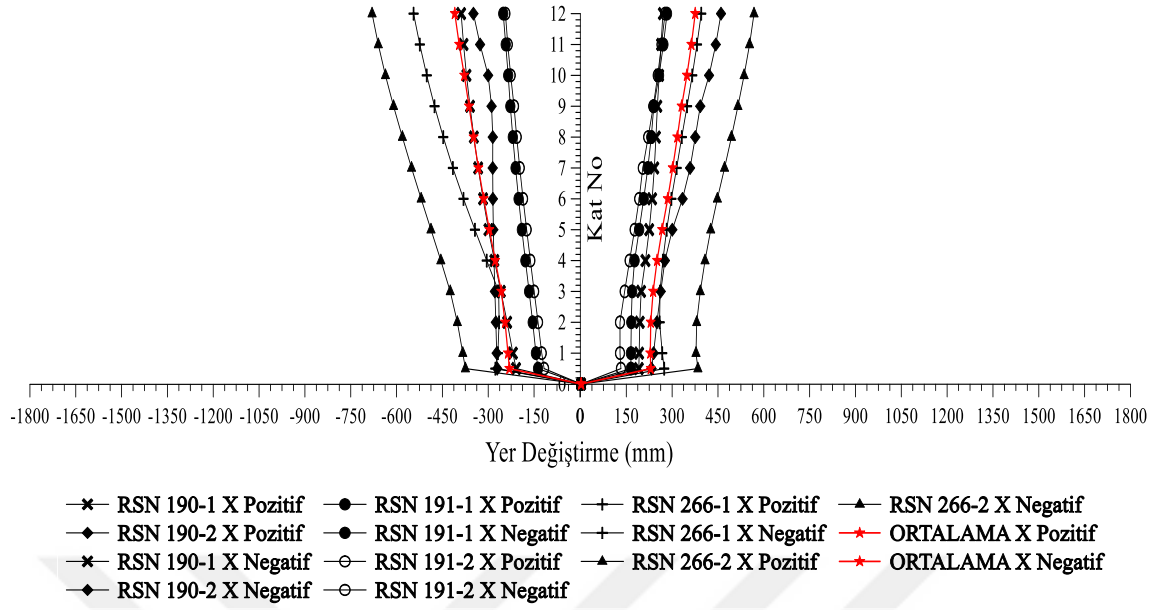 12
11
10
9
8
7
6
5
4
3
2
1
0
Kat No
-1800 -1650 -1500 -1350 -1200 -1050 -900 -750 -600 -450 -300 -150 0 150 300 450 600 750 900 1050 1200 1350 1500 1650 1800
Yer Değiştirme (mm)
RSN 190-1 X Pozitif RSN 191-1 X Pozitif RSN 266-1 X Pozitif RSN 266-2 X Negatif
RSN 190-2 X Pozitif RSN 191-1 X Negatif RSN 266-1 X Negatif ORTALAMA X Pozitif
RSN 190-1 X Negatif RSN 191-2 X Pozitif RSN 266-2 X Pozitif ORTALAMA X Negatif
RSN 190-2 X Negatif RSN 191-2 X Negatif